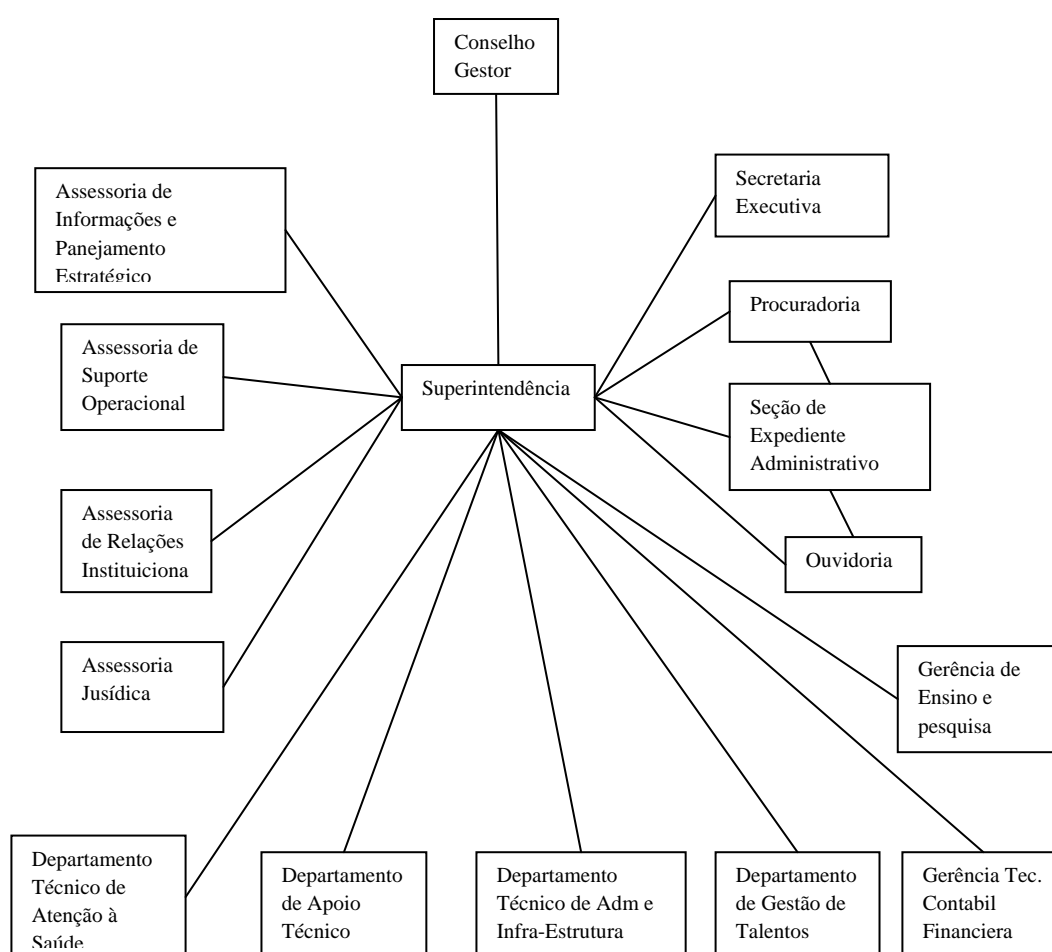 Conselho
Gestor
Assessoria de
Informações e
Panejamento
Estratégico
Secretaria
Executiva
Procuradoria
Assessoria de
Suporte
Operacional
Superintendência
Seção de
Expediente
Administrativo
Assessoria
de Relações
Instituiciona
Ouvidoria
Assessoria
Jusídica
Gerência de
Ensino e
pesquisa
Departamento
Técnico de
Atenção à
Saúde
Departamento
de Apoio
Técnico
Departamento
Técnico de Adm e
Infra-Estrutura
Departamento
de Gestão de
Talentos
Gerência Tec.
Contabil
Financeira